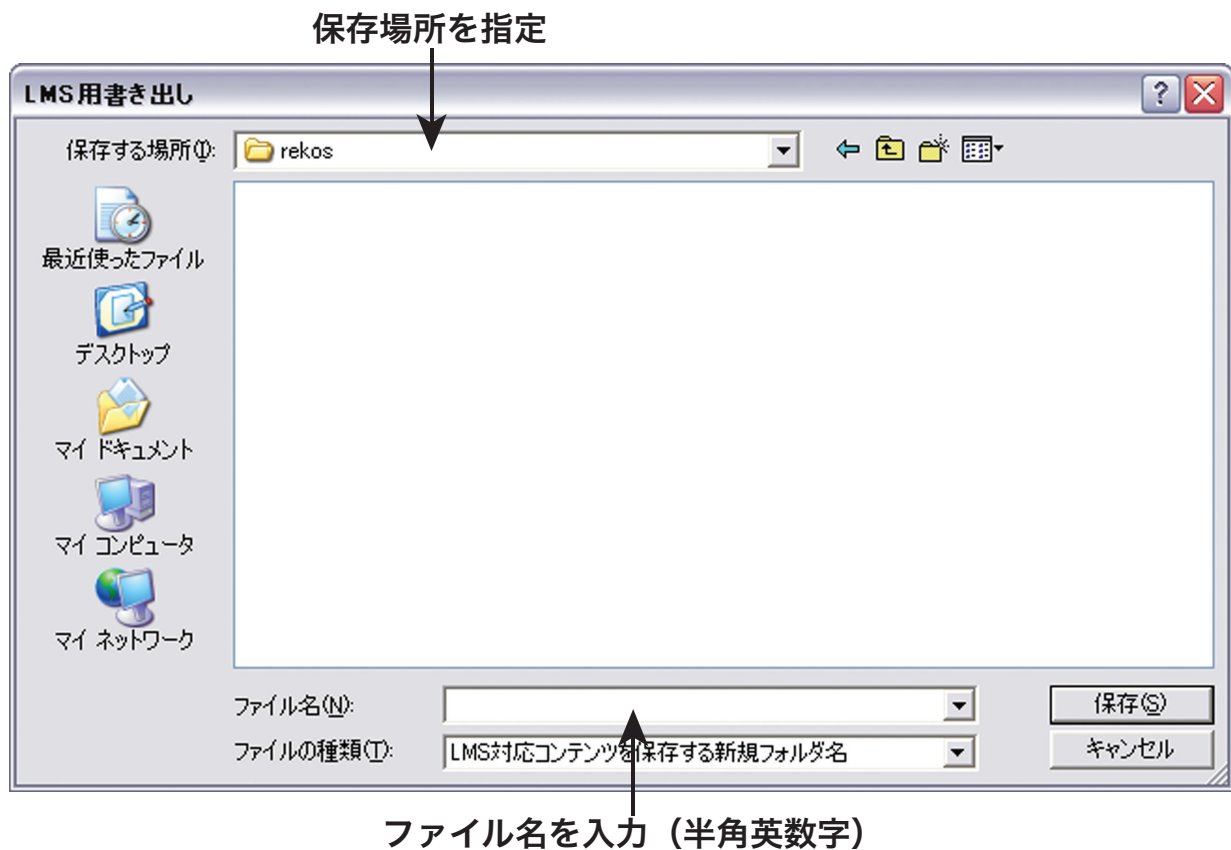 保存場所を指定
LMS用書き出し
保存する場所(I):
rekos
最近使ったファイル
デスクトップ
マイ ドキュメント
マイ コンピュータ
マイ ネットワーク
ファイル名(N):
保存(S)
ファイルの種類(T):
LMS対応コンテンツを保存する新規フォルダ名
キャンセル
ファイル名を入力（半角英数字）